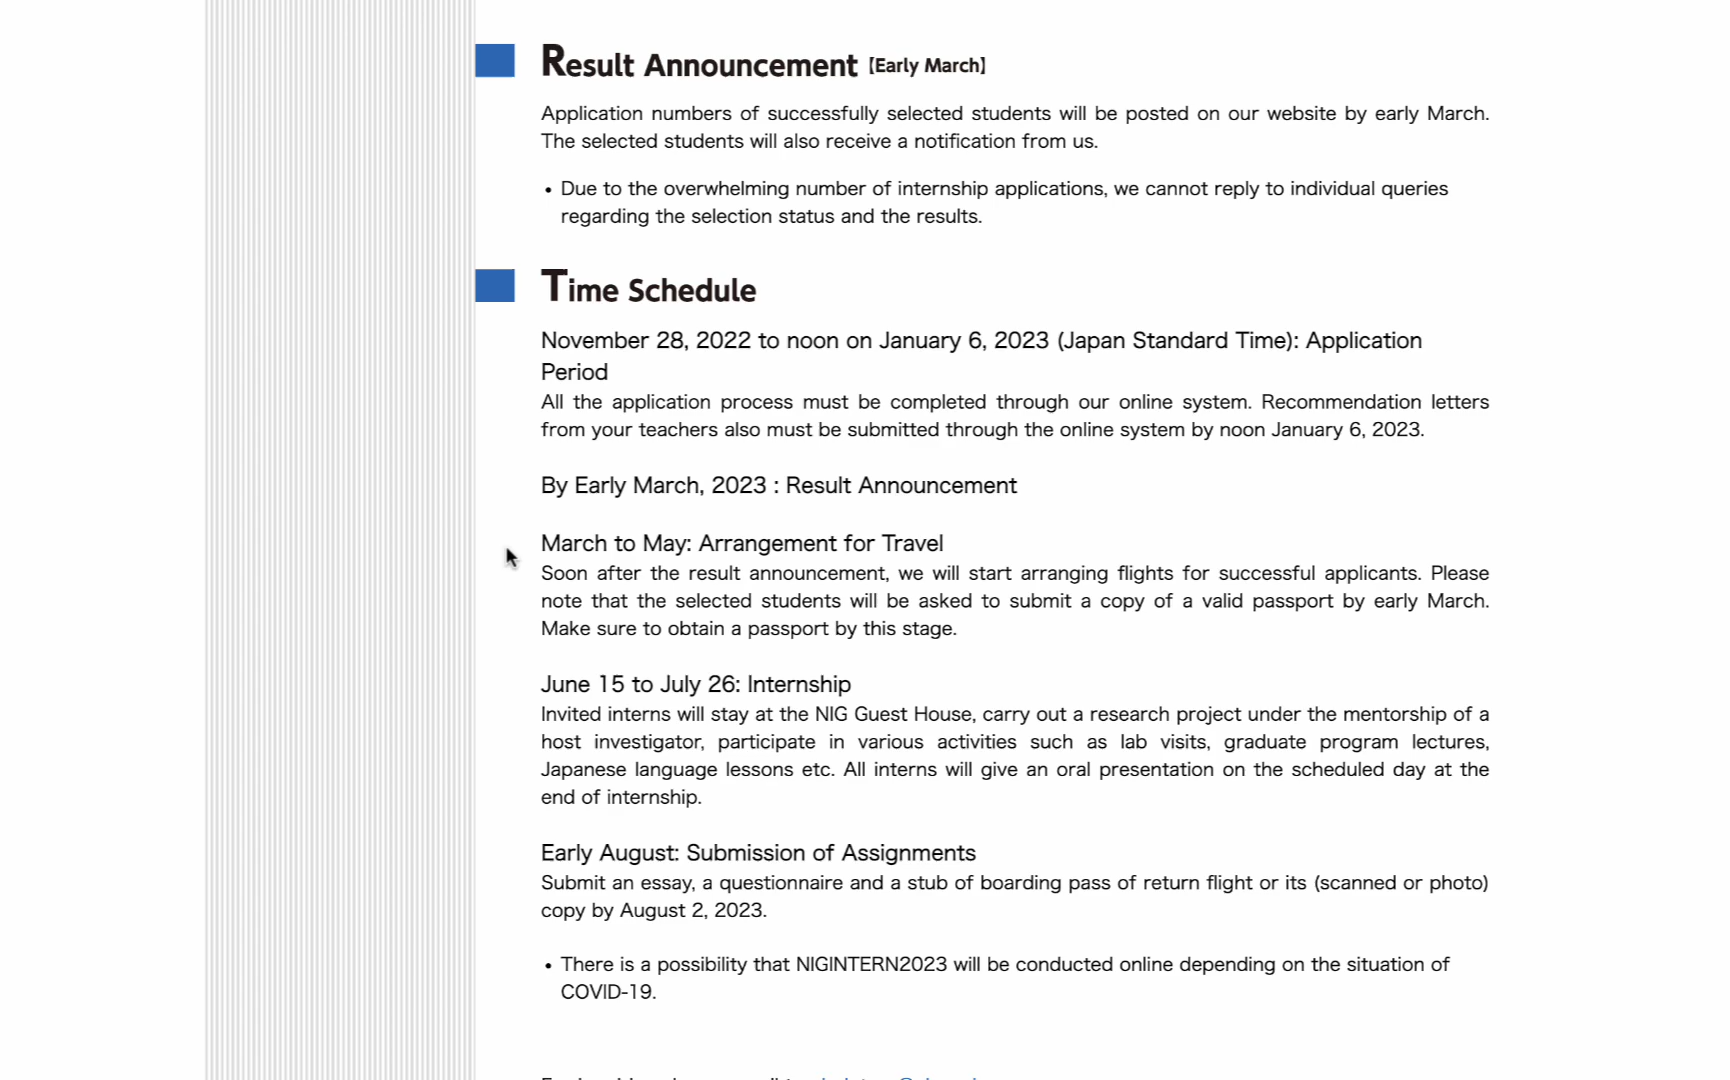 Result Announcement【Early March】
Application numbers of successfully selected students will be posted on our website by early March.
The selected students will also receive a notification from us.
• Due to the overwhelming number of internship applications, we cannot reply to individual queries
regarding the selection status and the results.
Time Schedule
November 28, 2022 to noon on January 6, 2023 (Japan Standard Time): Application
Period
All the application process must be completed through our online system. Recommendation letters
from your teachers also must be submitted through the online system by noon January 6, 2023.
By Early March, 2023 : Result Announcement
March to May: Arrangement for Travel
Soon after the result announcement, we will start arranging flights for successful applicants. Please
note that the selected students will be asked to submit a copy of a valid passport by early March.
Make sure to obtain a passport by this stage.
June 15 to July 26: Internship
Invited interns will stay at the NIG Guest House, carry out a research project under the mentorship of a
host investigator, participate in various activities such as lab visits, graduate program lectures,
Japanese language lessons etc. All interns will give an oral presentation on the scheduled day at the
end of internship.
Early August: Submission of Assignments
Submit an essay, a questionnaire and a stub of boarding pass of return flight or its (scanned or photo)
copy by August 2, 2023.
• There is a possibility that NIGINTERN2023 will be conducted online depending on the situation of
COVID-19.